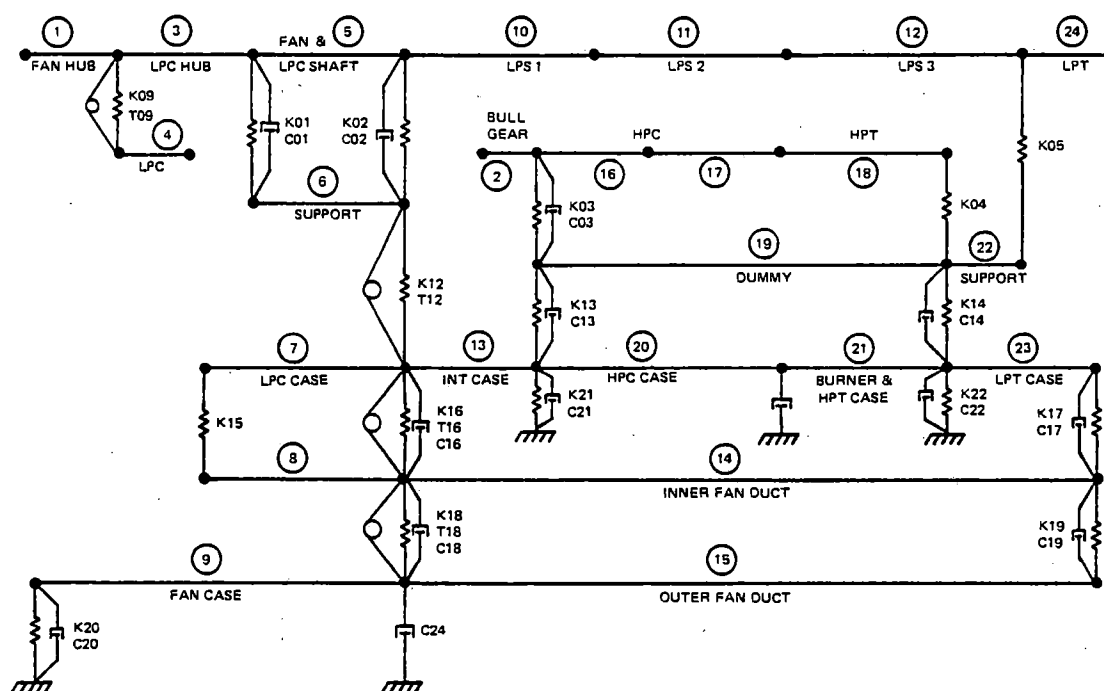 1 3 FAN & 5 10 11 12 24
FAN HUB LPC HUB LPC SHAFT LPS 1 LPS 2 LPS 3 LPT
K09
T09
4
LPC
K01
C01
K02
C02
BULL
GEAR
HPC HPT
K05
2 16 17 18
6
SUPPORT
K03
C03
K04
19 22
DUMMY SUPPORT
K12
T12
K13
C13
K14
C14
7 13 20 21 23
LPC CASE INT CASE HPC CASE BURNER &
HPT CASE
LPT CASE
K15
K16
T16
C16
K21
C21
K22
C22
K17
C17
8 14
INNER FAN DUCT
K18
T18
C18
K19
C19
9 15
FAN CASE OUTER FAN DUCT
K20
C20
C24